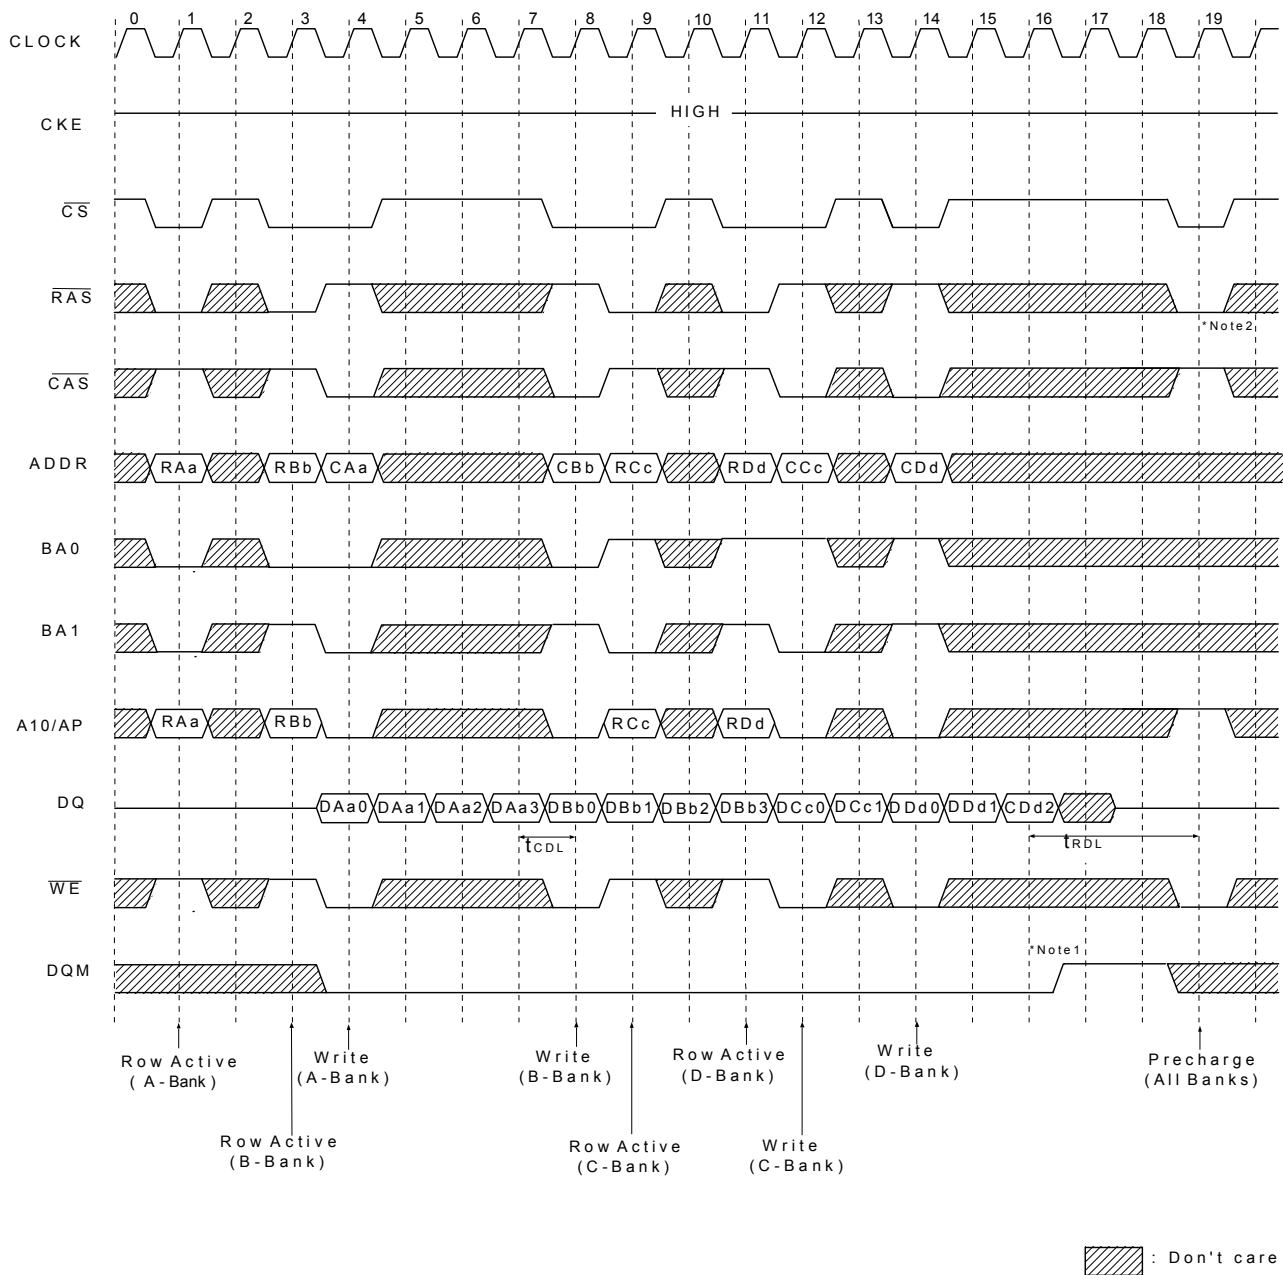 0 1 2 3 4 5 6 7 8 9 10 11 12 13 14 15 16 17 18 19
CLOCK
CKE HIGH
CS
RAS
*Note2
CAS
ADDR RAa RBb CAa CBb RCc RDd CCc CDd
BA0
BA1
A10/AP RAa RBb RCc RDd
DQ DAa0 DAa1 DAa2 DAa3 DBb0 DBb1 DBb2 DBb3 DCc0 DCc1 DDd0 DDd1 CDd2
tCDL tRDL
WE
*Note1
DQM
Row Active
(A-Bank)
Write
(A-Bank)
Write
(B-Bank)
Row Active
(D-Bank)
Write
(D-Bank)
Precharge
(All Banks)
Row Active
(B-Bank)
Row Active
(C-Bank)
Write
(C-Bank)
: Don't care